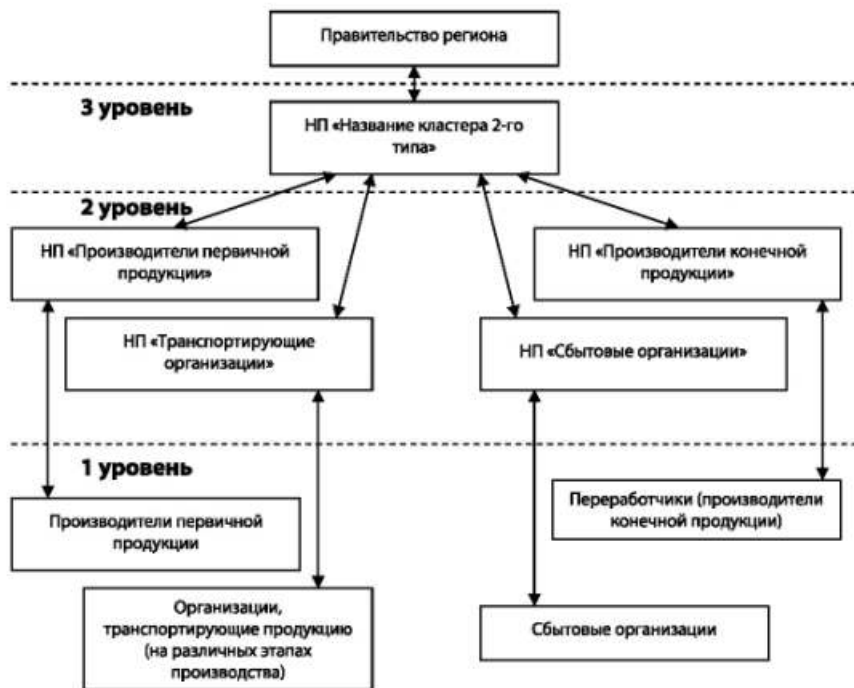 Правительство региона
3 уровень
НП «Название кластера 2-го
типа»
2 уровень
НП «Производители первичной
продукции»
НП «Производители конечной
продукции»
НП «Транспортирующие
организации»
НП «Сбытовые организации»
1 уровень
Производители первичной
продукции
Переработчики (производители
конечной продукции)
Организации,
транспортирующие продукцию
(на различных этапах
производства)
Сбытовые организации